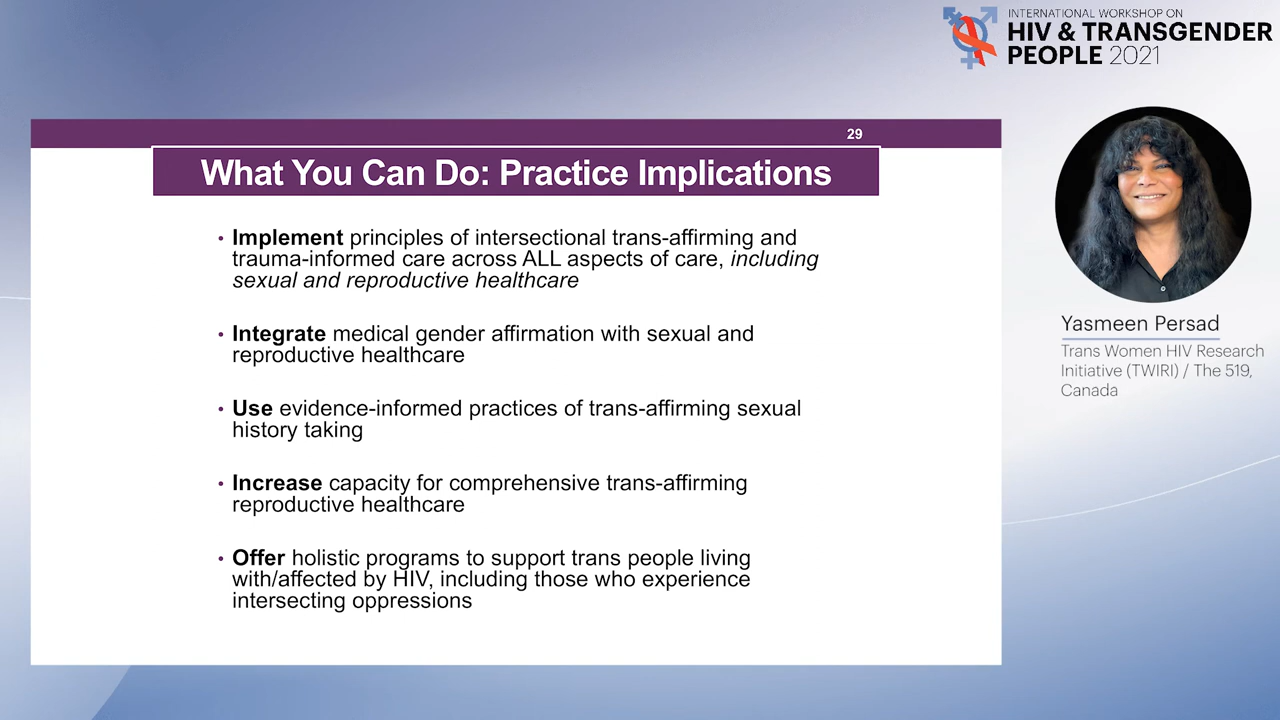 INTERNATIONAL WORKSHOP ON
HIV & TRANSGENDER
PEOPLE 2021
29
What You Can Do: Practice Implications
• Implement principles of intersectional trans-affirming and
trauma-informed care across ALL aspects of care, including
sexual and reproductive healthcare
• Integrate medical gender affirmation with sexual and
reproductive healthcare
• Use evidence-informed practices of trans-affirming sexual
history taking
• Increase capacity for comprehensive trans-affirming
reproductive healthcare
• Offer holistic programs to support trans people living
with/affected by HIV, including those who experience
intersecting oppressions
Yasmeen Persad
Trans Women HIV Research
Initiative (TWIRI) / The 519,
Canada